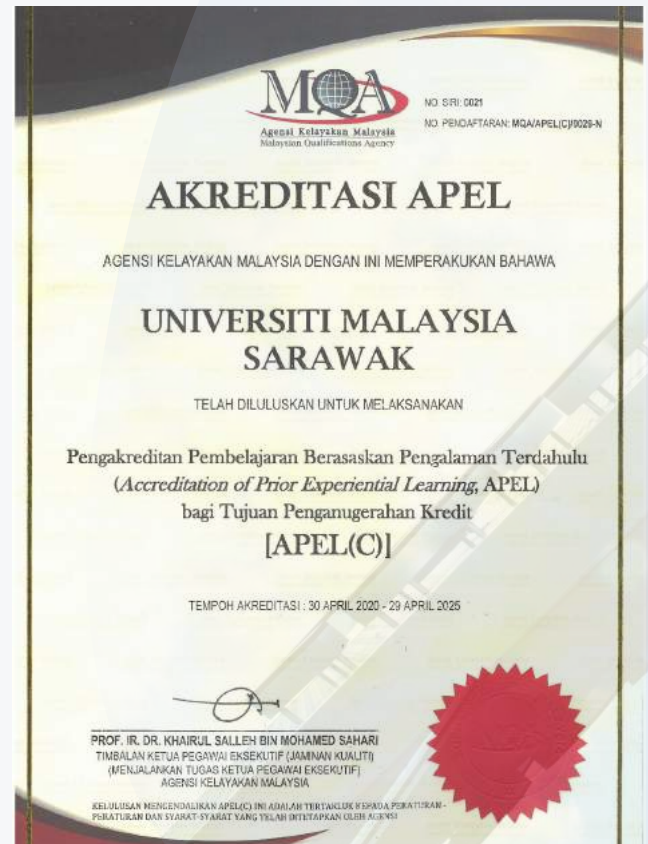 MQA
Agensi Kelayakan Malaysia
Malaysian Qualifications Agency
NO. SIRI: 0021
NO. PENDAFTARAN: MQA/APEL(C)/0029-N
AKREDITASI APEL
AGENSI KELAYAKAN MALAYSIA DENGAN INI MEMPERAKUKAN BAHAWA
UNIVERSITI MALAYSIA
SARAWAK
TELAH DILULUSKAN UNTUK MELAKSANAKAN
Pengakreditan Pembelajaran Berasaskan Pengalaman Terdahulu
(Accreditation of Prior Experiential Learning, APEL)
bagi Tujuan Penganugerahan Kredit
[APEL(C)]
TEMPOH AKREDITASI : 30 APRIL 2020 - 29 APRIL 2025
PROF. IR. DR. KHAIRUL SALLEH BIN MOHAMED SAHARI
TIMBALAN KETUA PEGAWAI EKSEKUTIF (JAMINAN KUALITI)
(MENJALANKAN TUGAS KETUA PEGAWAI EKSEKUTIF)
AGENSI KELAYAKAN MALAYSIA
KELULUSAN MENGENDALIKAN APEL(C) INI ADALAH TERTAKLUK KEPADA PERATURAN-
PERATURAN DAN SYARAT-SYARAT YANG TELAH DITETAPKAN OLEH AGENSI